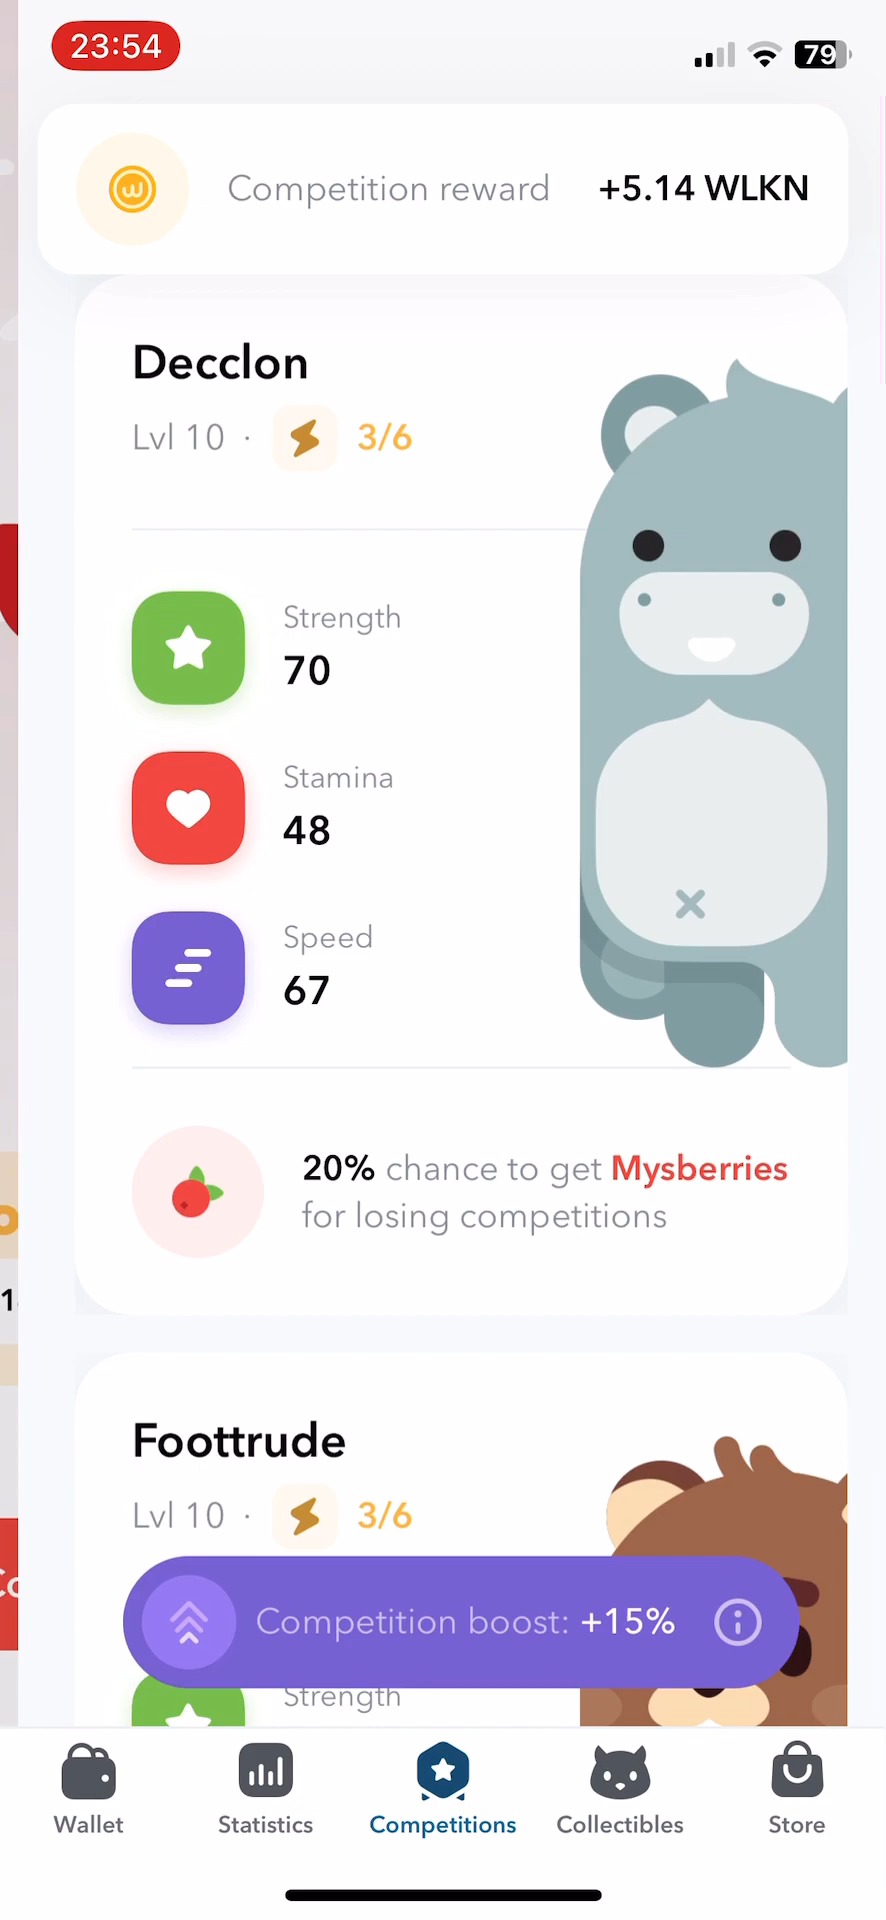 23:54
79
Competition reward +5.14 WLKN
Decclon
Lvl 10 · 3/6
Strength
70
Stamina
48
Speed
67
20% chance to get Mysberries
for losing competitions
Foottrude
Lvl 10 · 3/6
Competition boost: +15%
Strength
Wallet Statistics Competitions Collectibles Store